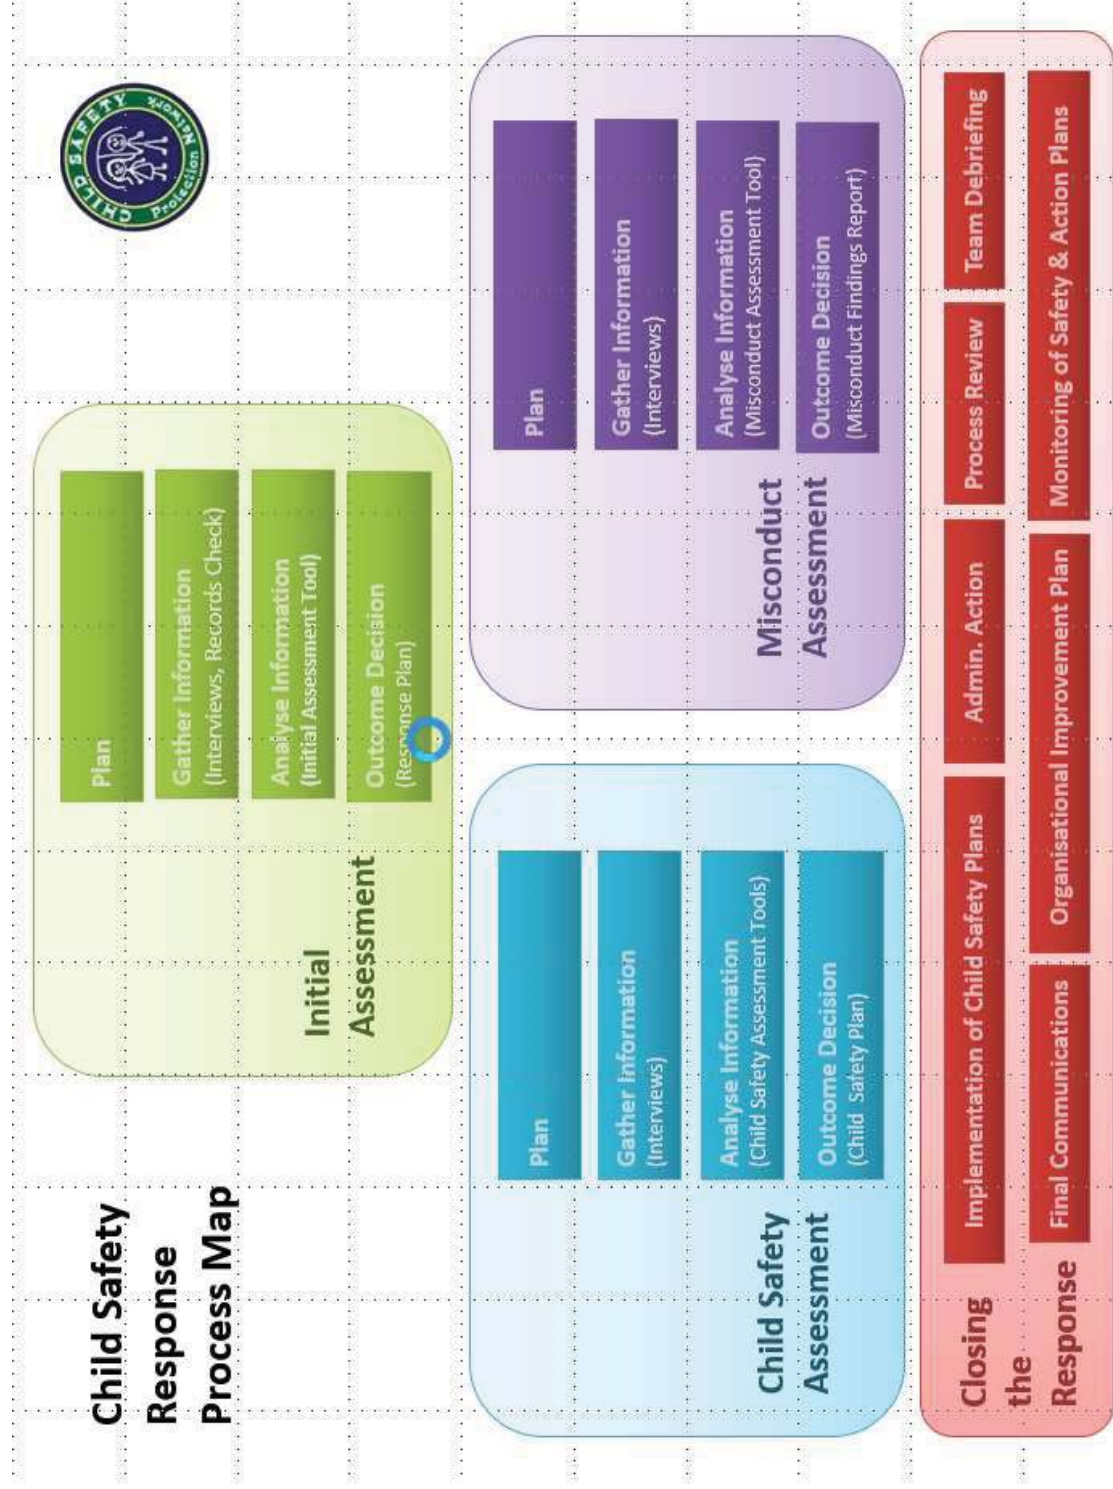 Child Safety
Response
Process Map
CHILD SAFETY
Protection Network
Initial
Assessment
Plan
Gather Information
(Interviews, Records Check)
Analyse Information
(Initial Assessment Tool)
Outcome Decision
(Response Plan)
Child Safety
Assessment
Plan
Gather Information
(Interviews)
Analyse Information
(Child Safety Assessment Tools)
Outcome Decision
(Child Safety Plan)
Misconduct
Assessment
Plan
Gather Information
(Interviews)
Analyse Information
(Misconduct Assessment Tool)
Outcome Decision
(Misconduct Findings Report)
Closing
the
Response
Implementation of Child Safety Plans
Admin. Action
Process Review
Team Debriefing
Final Communications
Organisational Improvement Plan
Monitoring of Safety & Action Plans